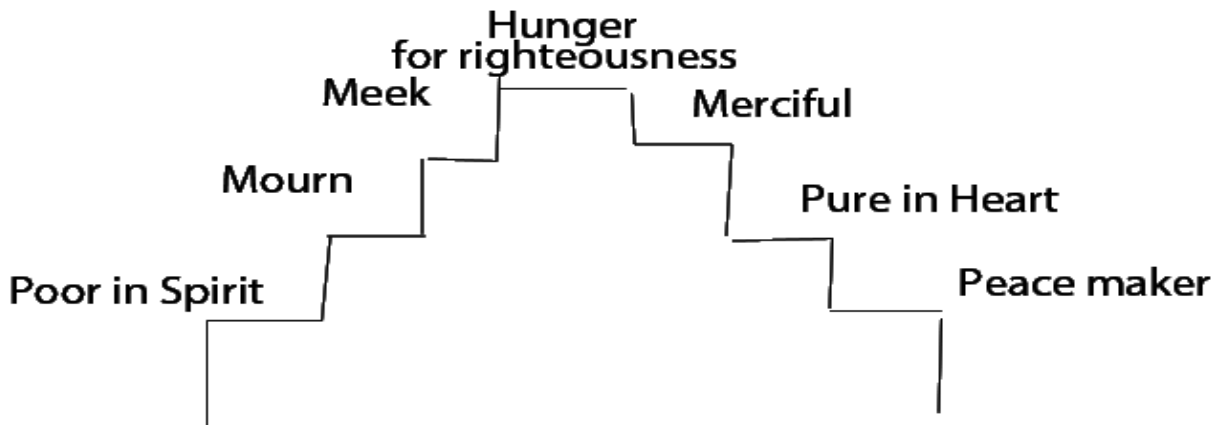 Hunger
for righteousness
Meek
Merciful
Mourn
Pure in Heart
Poor in Spirit
Peace maker